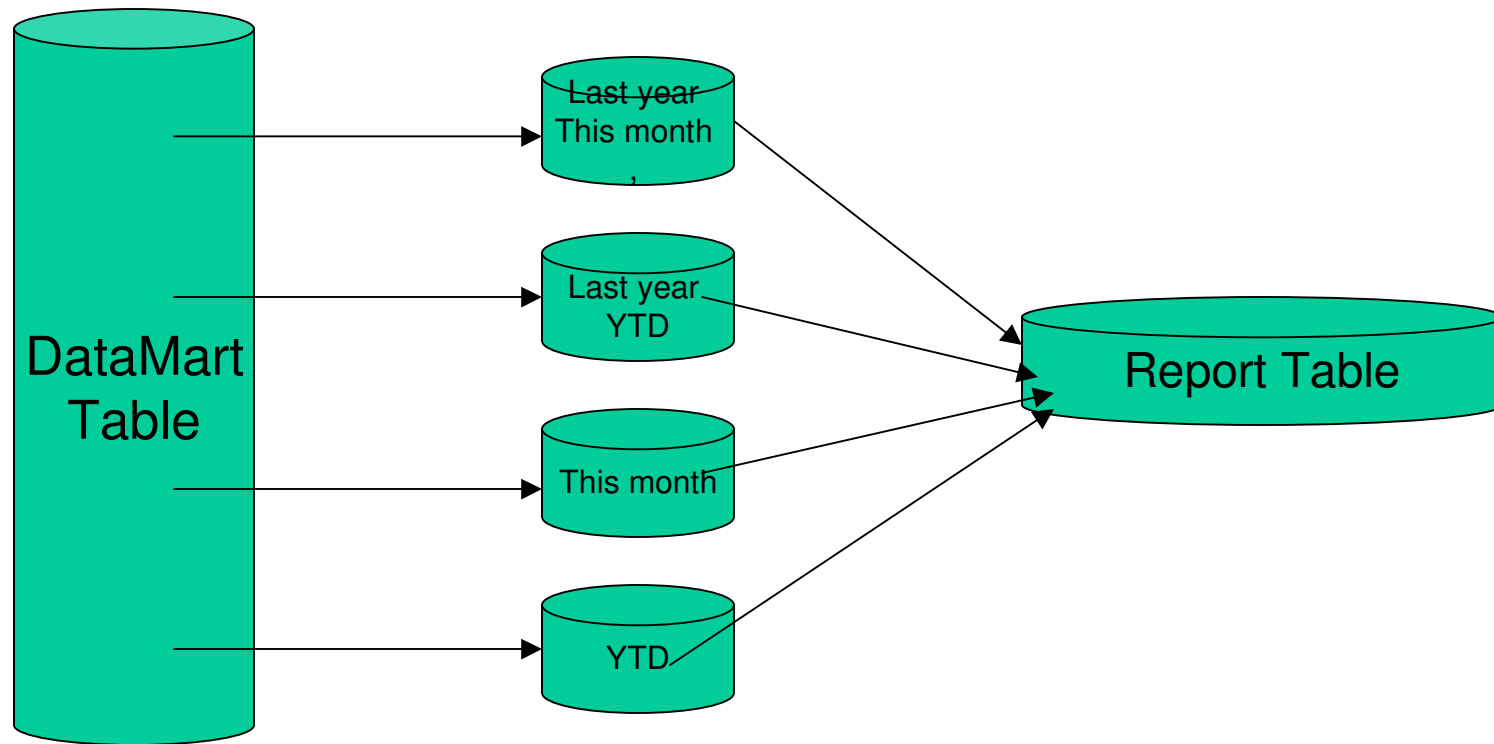 DataMart
Table
Last year
This month
,
Last year
YTD
This month
YTD
Report Table